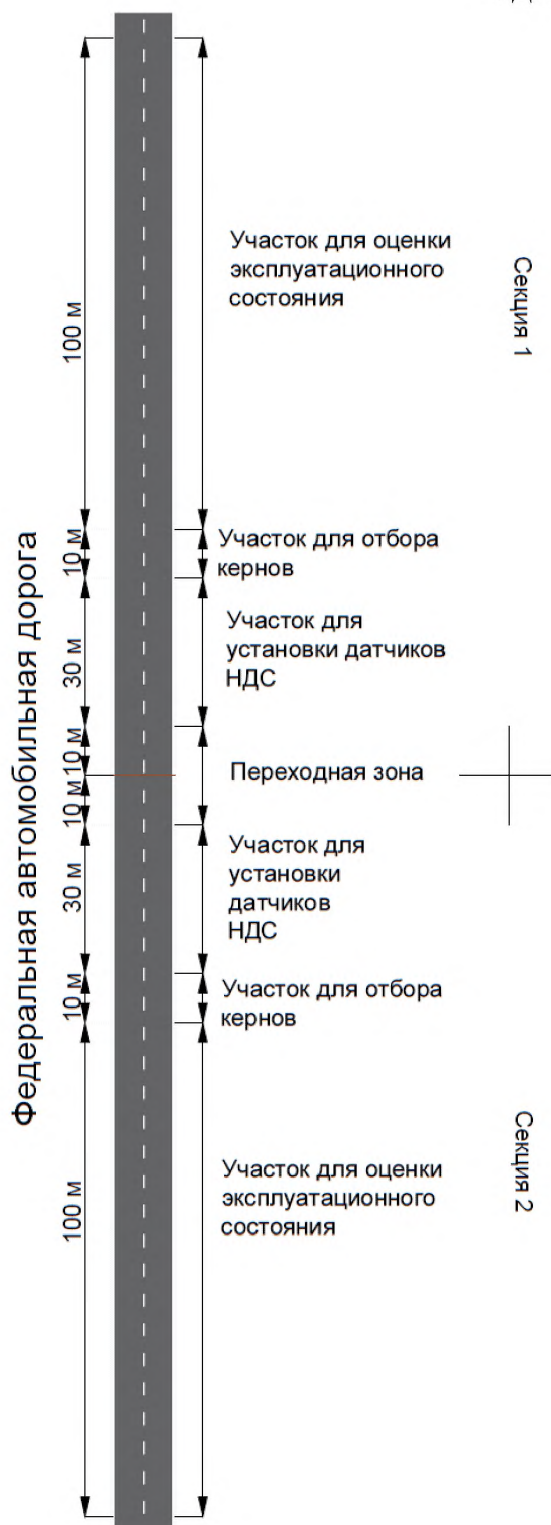 Федеральная автомобильная дорога
100 м
10 м
30 м
10 м
10 м
30 м
10 м
100 м
Участок для оценки
эксплуатационного
состояния
Секция 1
Участок для отбора
кернов
Участок для
установки датчиков
НДС
Переходная зона
Участок для
установки
датчиков
НДС
Участок для отбора
кернов
Участок для оценки
эксплуатационного
состояния
Секция 2